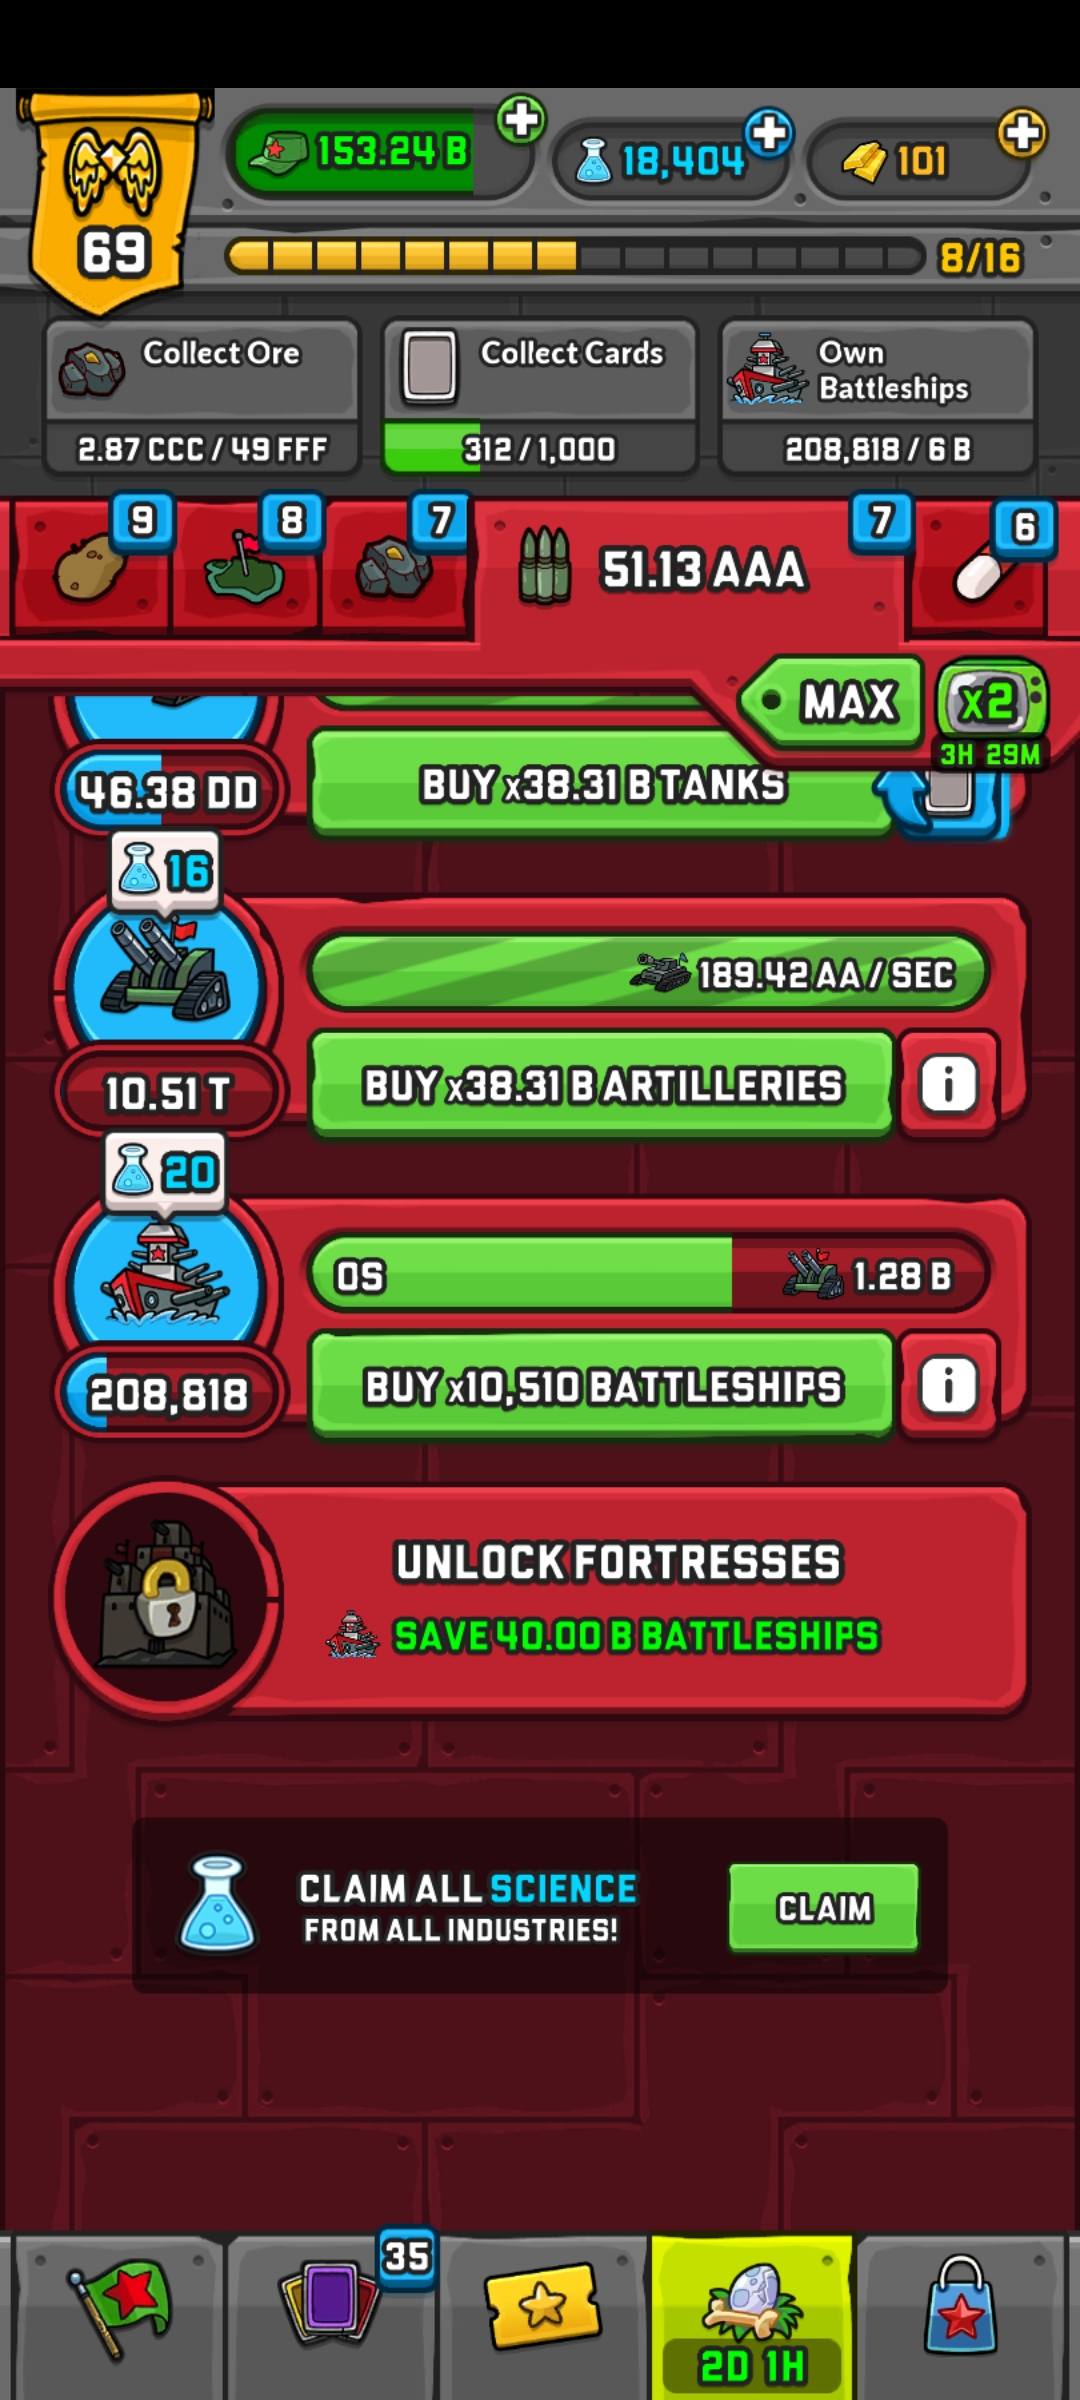 69
153.24 B
18,404
101
8/16
Collect Ore
2.87 CCC / 49 FFF
Collect Cards
312 / 1,000
Own
Battleships
208,818 / 6 B
9
8
7
51.13 AAA
7
6
MAX
x2
3H 29M
46.38 DD
BUY x38.31 B TANKS
16
189.42 AA / SEC
10.51 T
BUY x38.31 B ARTILLERIES
i
20
0S
1.28 B
208,818
BUY x10,510 BATTLESHIPS
i
UNLOCK FORTRESSES
SAVE 40.00 B BATTLESHIPS
CLAIM ALL SCIENCE
FROM ALL INDUSTRIES!
CLAIM
35
2D 1H